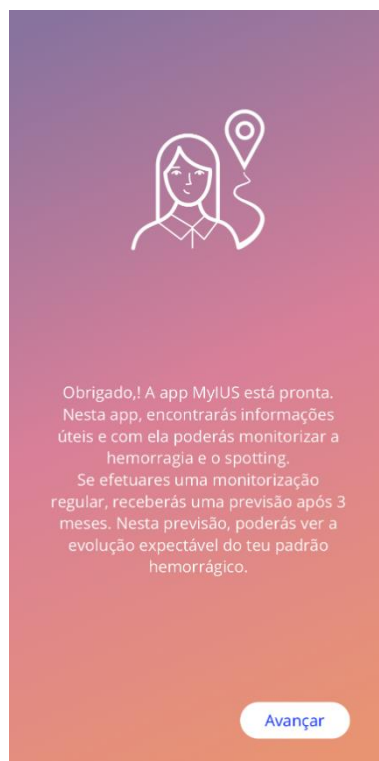 Obrigado,! A app MyIUS está pronta.
Nesta app, encontrarás informações
úteis e com ela poderás monitorizar a
hemorragia e o spotting.
Se efetuares uma monitorização
regular, receberás uma previsão após 3
meses. Nesta previsão, poderás ver a
evolução expectável do teu padrão
hemorrágico.
Avançar